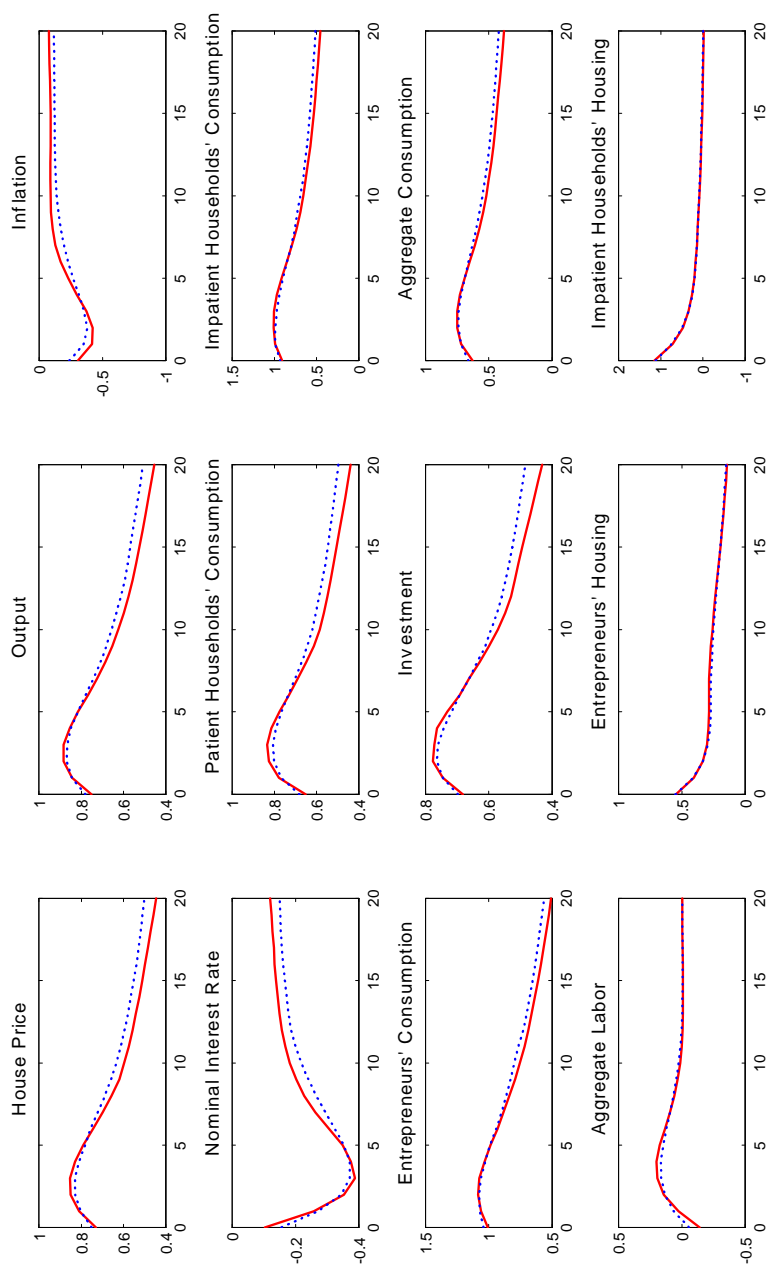 House Price
1
0.8
0.6
0.4
0 5 10 15 20
Output
1
0.8
0.6
0.4
0 5 10 15 20
Inflation
0
-0.5
-1
0 5 10 15 20
Nominal Interest Rate
0
-0.2
-0.4
0 5 10 15 20
Patient Households' Consumption
1
0.8
0.6
0.4
0 5 10 15 20
Impatient Households' Consumption
1.5
1
0.5
0
0 5 10 15 20
Entrepreneurs' Consumption
1.5
1
0.5
0 5 10 15 20
Investment
0.8
0.6
0.4
0 5 10 15 20
Aggregate Consumption
1
0.5
0
0 5 10 15 20
Aggregate Labor
0.5
0
-0.5
0 5 10 15 20
Entrepreneurs' Housing
1
0.5
0
0 5 10 15 20
Impatient Households' Housing
2
1
0
-1
0 5 10 15 20